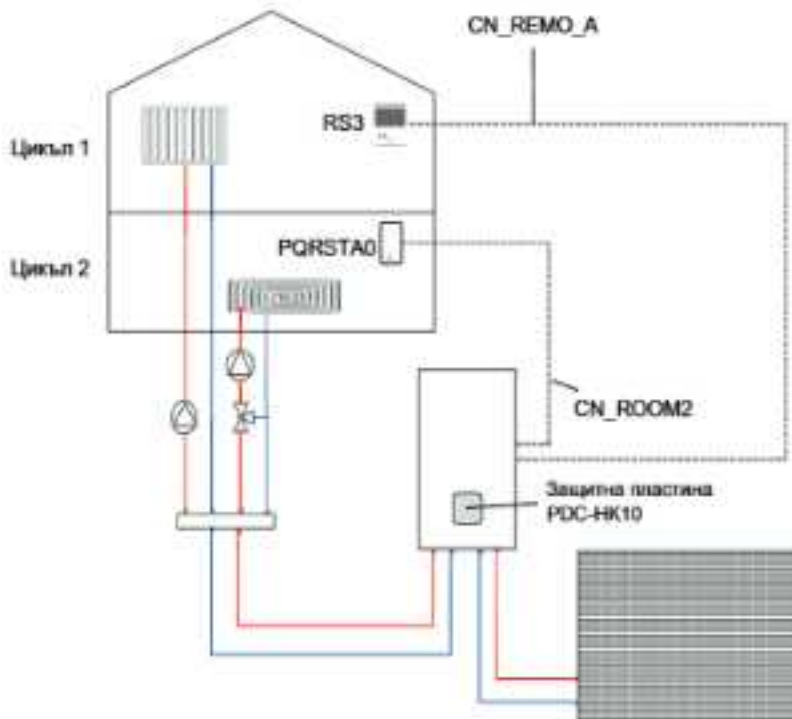 CN_REMO_A
RS3
Цикъл 1
PQRSTA0
Цикъл 2
CN_ROOM2
Защитна пластина
PDC-HK10